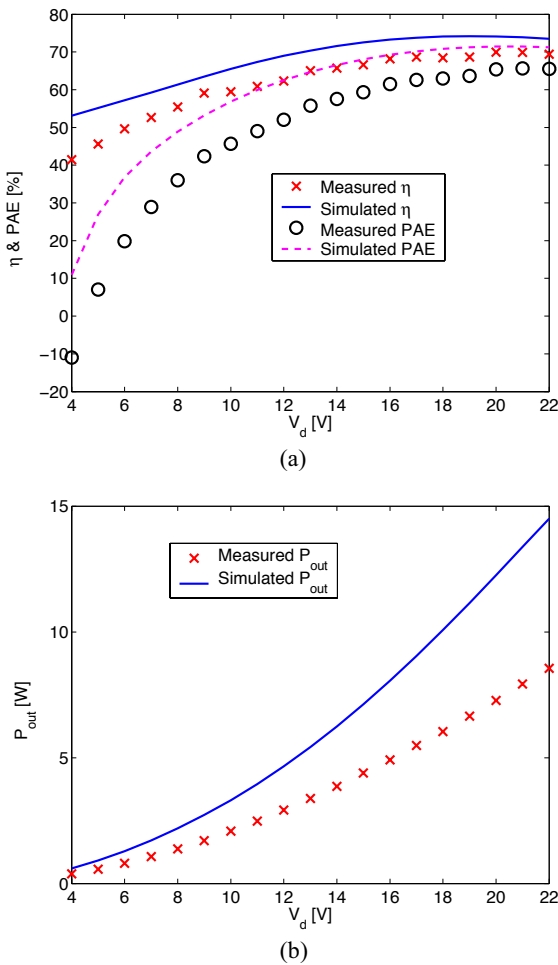 80
70
60
50
40
30
20
10
0
−10
−20
η & PAE [%]
Measured η
Simulated η
Measured PAE
Simulated PAE
4 6 8 10 12 14 16 18 20 22
V_d [V]
(a)
15
10
5
0
P_out [W]
Measured P_out
Simulated P_out
4 6 8 10 12 14 16 18 20 22
V_d [V]
(b)